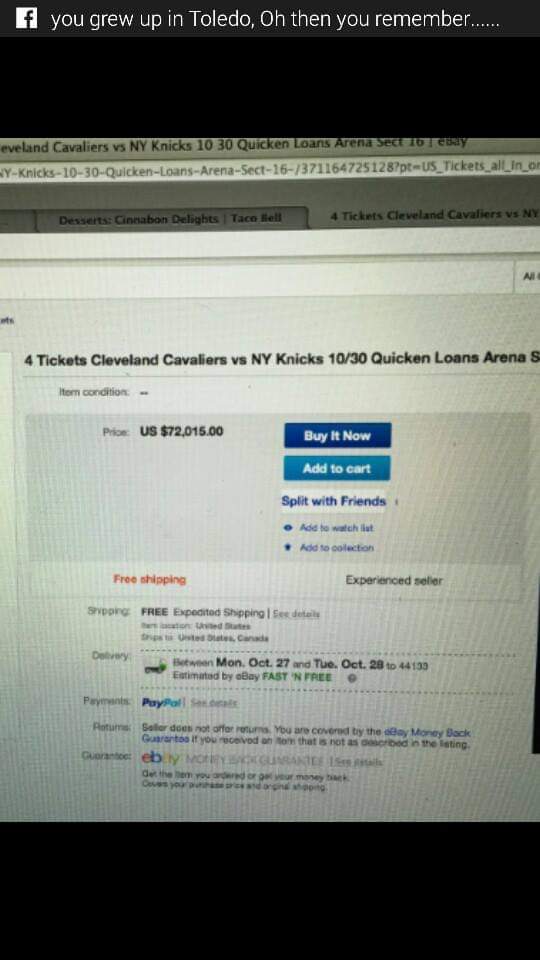 f you grew up in Toledo, Oh then you remember......
eveland Cavaliers vs NY Knicks 10 30 Quicken Loans Arena Sect 16 | eBay
NY-Knicks-10-30-Quicken-Loans-Arena-Sect-16-/371164725128?pt=US_Tickets_all_in_or
Desserts: Cinnabon Delights | Taco Bell
4 Tickets Cleveland Cavaliers vs NY
All
ets
4 Tickets Cleveland Cavaliers vs NY Knicks 10/30 Quicken Loans Arena S
Item condition: --
Price: US $72,015.00
Buy It Now
Add to cart
Split with Friends
Add to watch list
Add to collection
Free shipping
Experienced seller
Shipping: FREE Expedited Shipping | See details
Item location: United States
Ships to: United States, Canada
Delivery: Between Mon. Oct. 27 and Tue. Oct. 28 to 44133
Estimated by eBay FAST 'N FREE
Payments: PayPal | See details
Returns: Seller does not offer returns. You are covered by the eBay Money Back
Guarantee if you received an item that is not as described in the listing.
Guarantee: ebay MONEY BACK GUARANTEE | See details
Get the item you ordered or get your money back.
Covers your purchase price and original shipping.